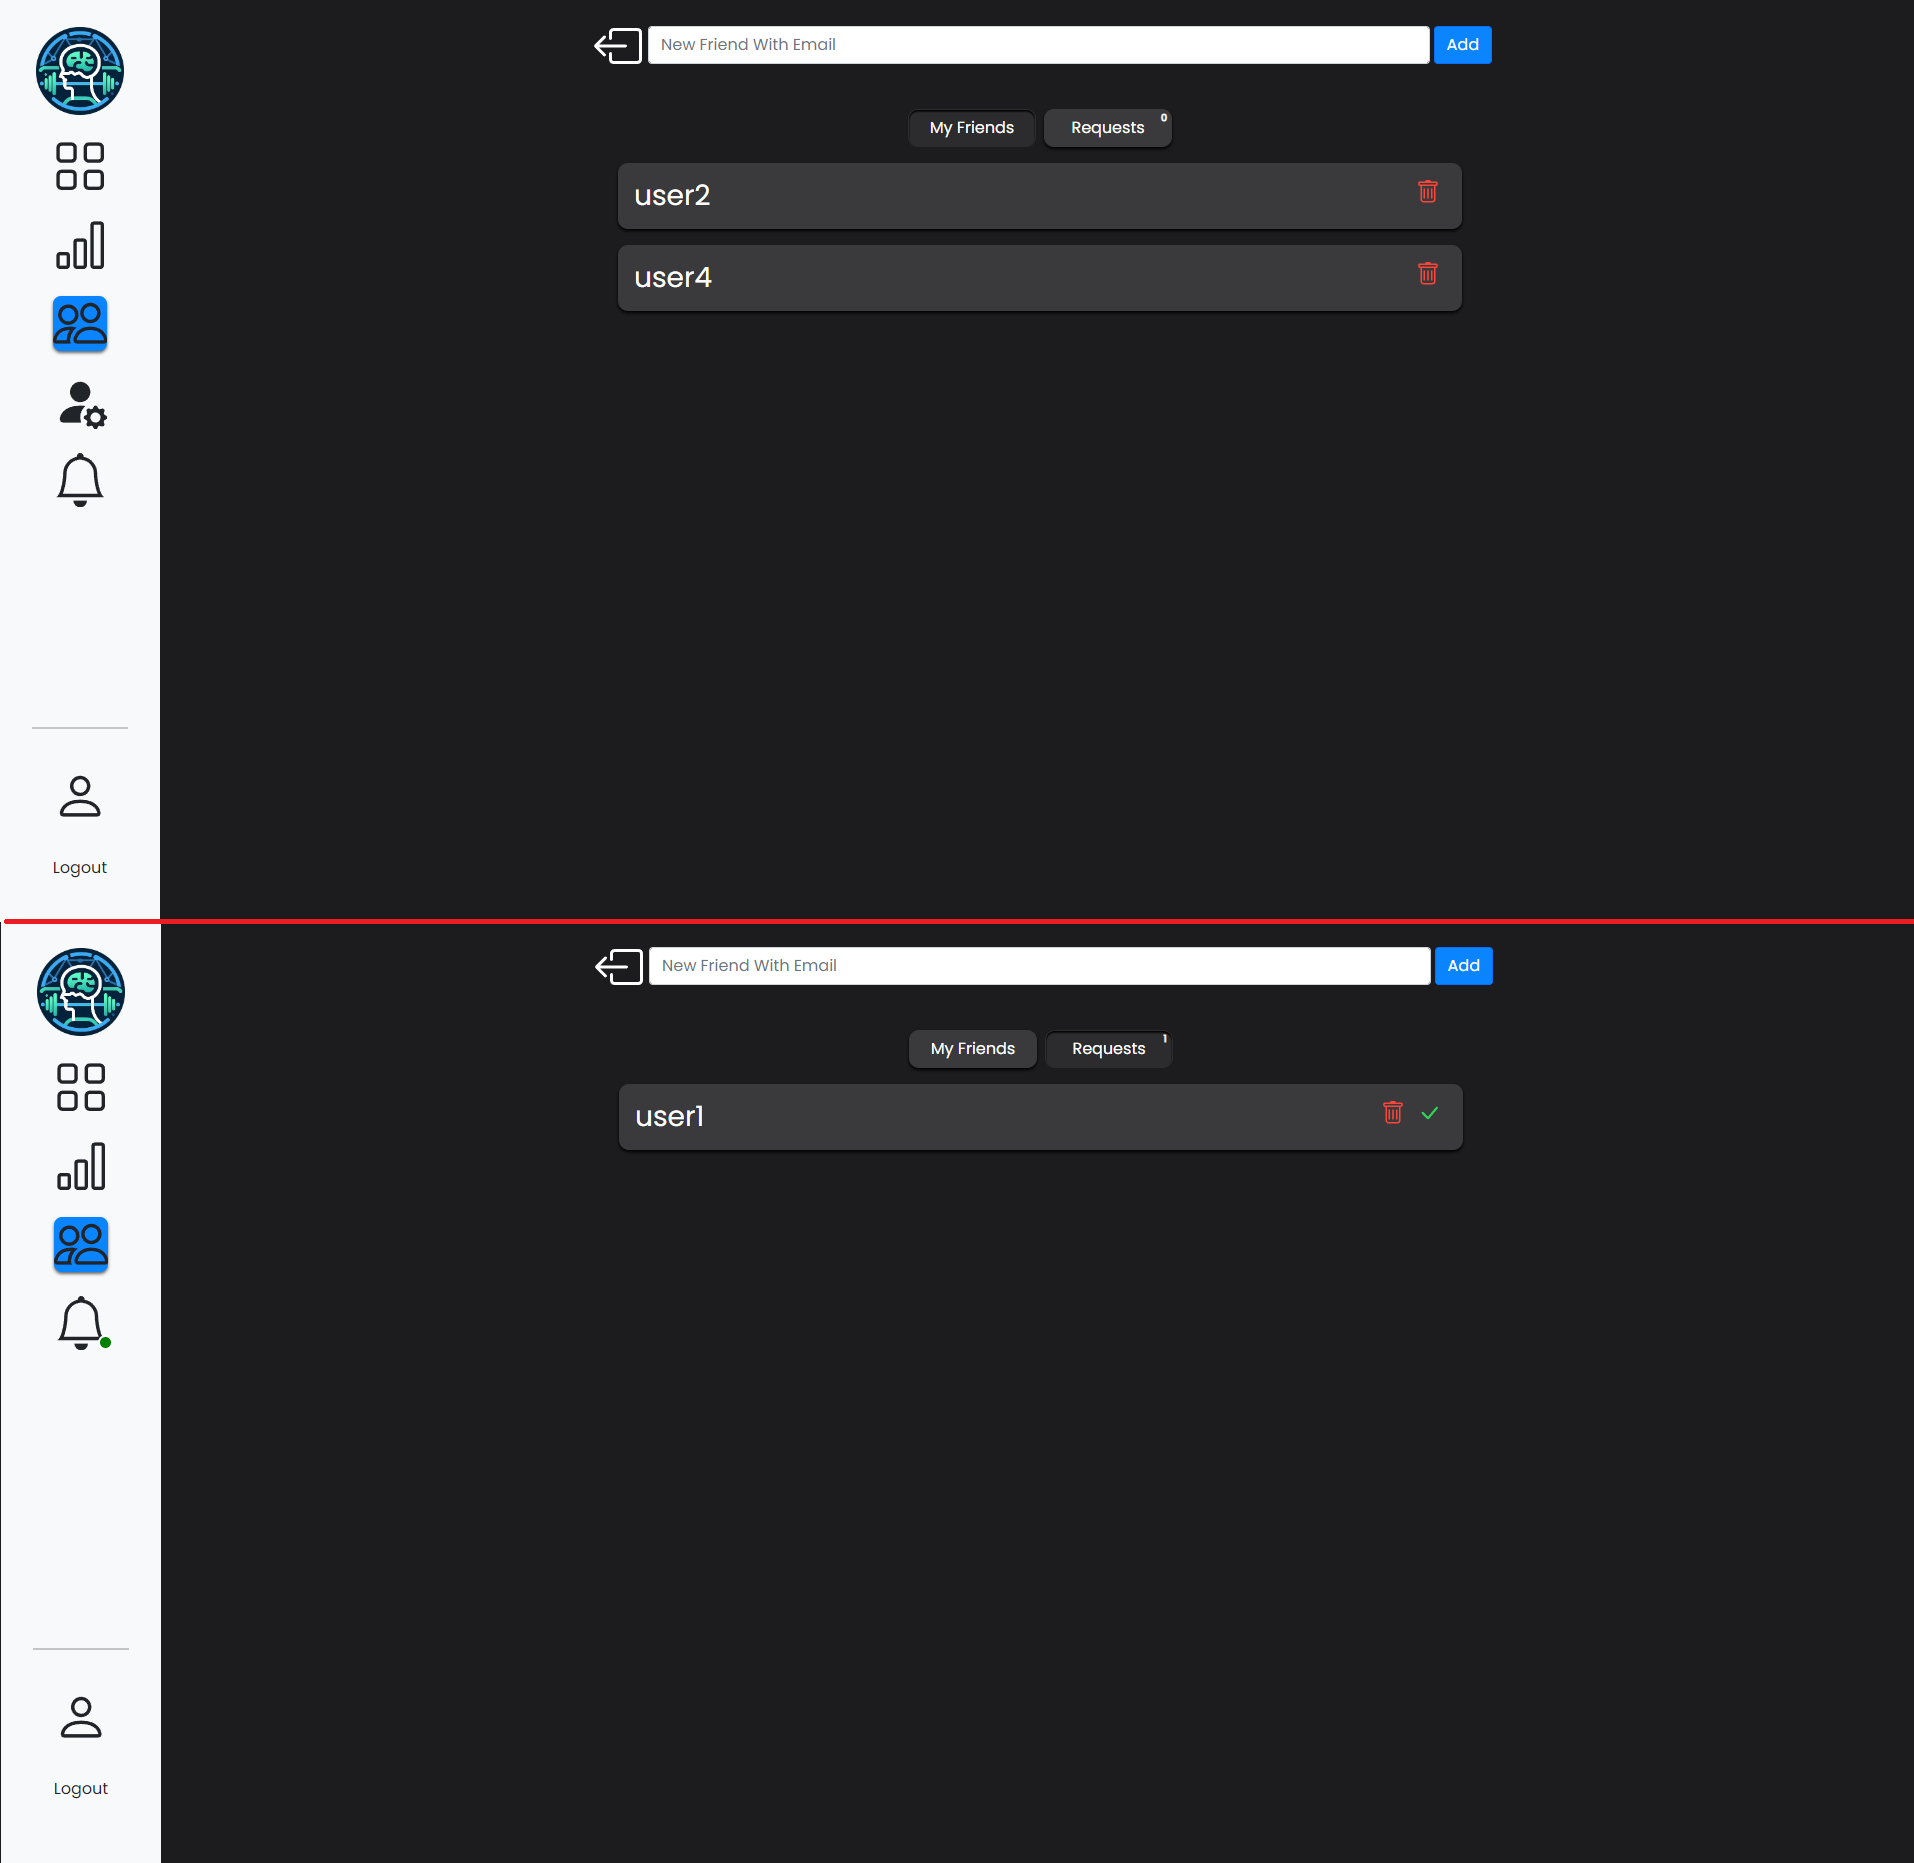 New Friend With Email
Add
My Friends
Requests 0
user2
user4
Logout
New Friend With Email
Add
My Friends
Requests 1
user1
Logout